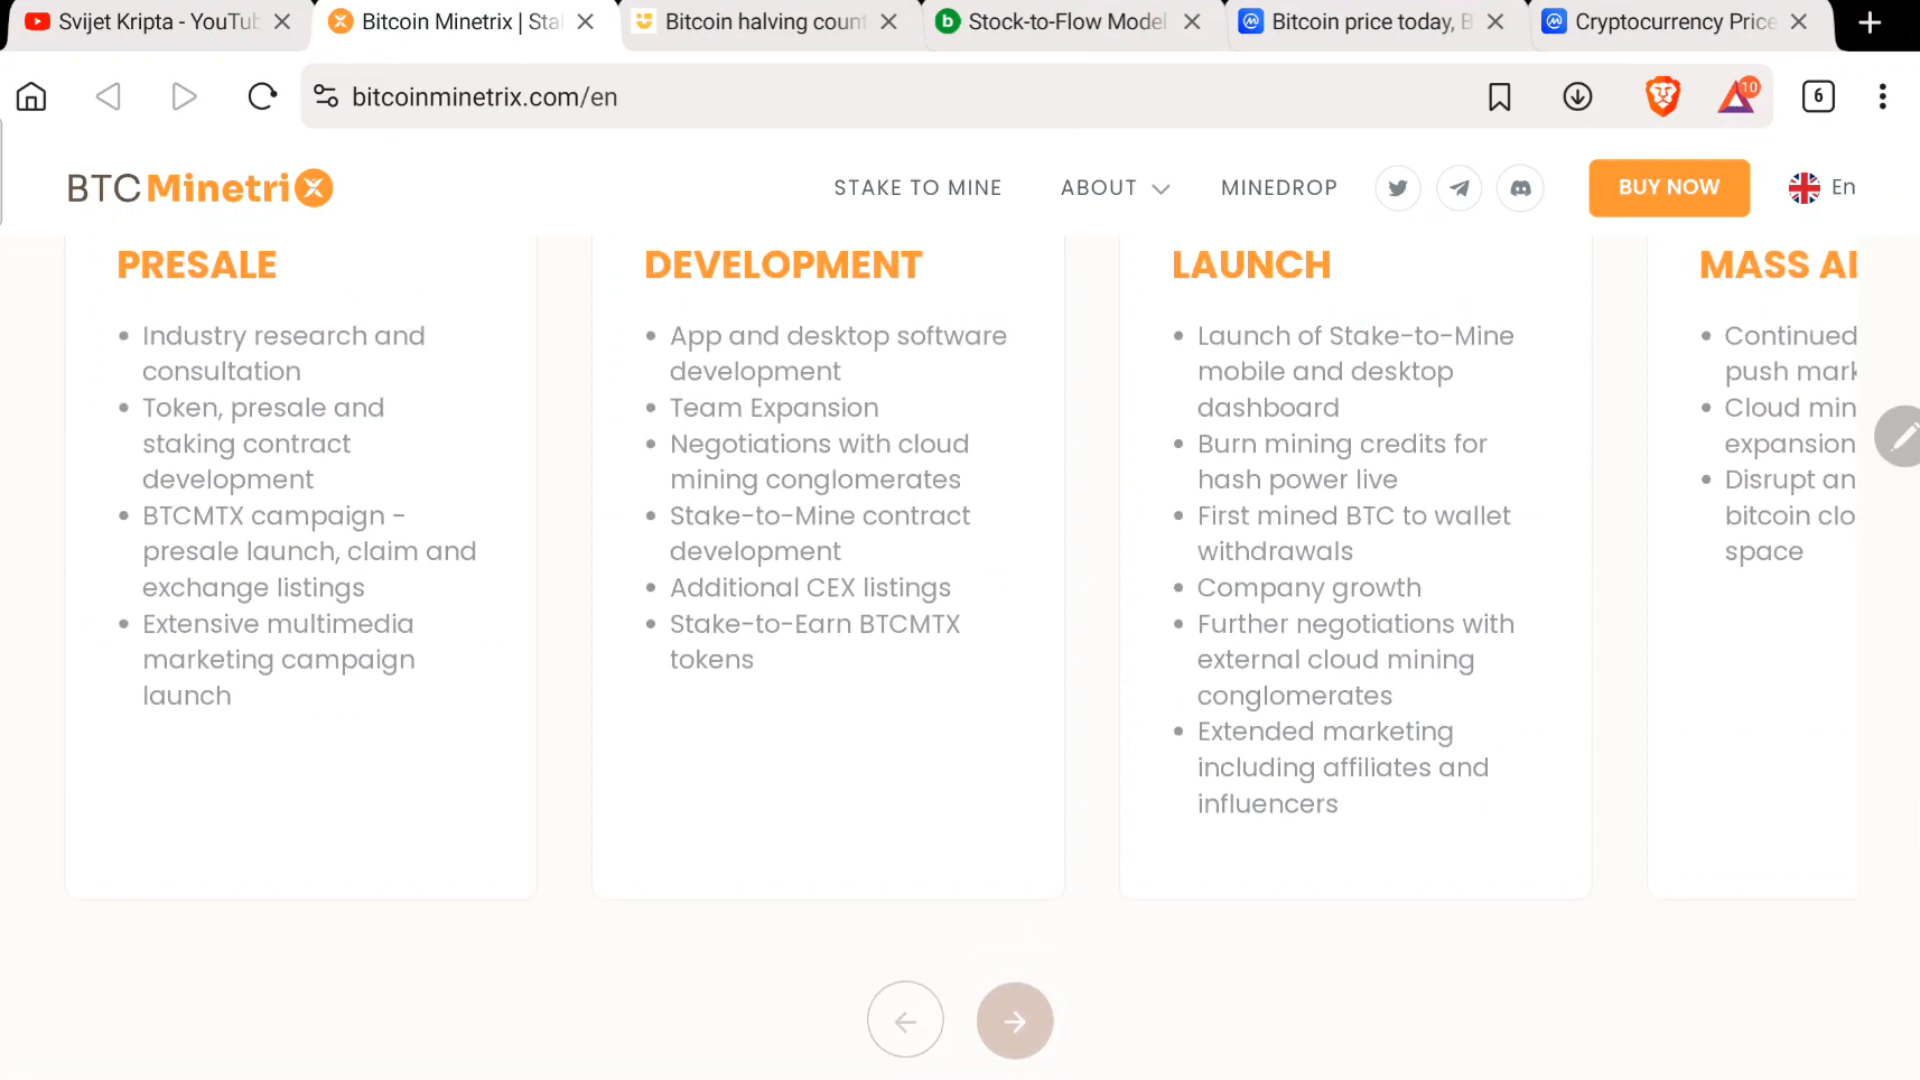 Svijet Kripta - YouTub
Bitcoin Minetrix | Sta
Bitcoin halving count
Stock-to-Flow Model
Bitcoin price today, B
Cryptocurrency Price
bitcoinminetrix.com/en
10
6
BTC Minetrix
STAKE TO MINE
ABOUT
MINEDROP
BUY NOW
En
PRESALE
• Industry research and
consultation
• Token, presale and
staking contract
development
• BTCMTX campaign -
presale launch, claim and
exchange listings
• Extensive multimedia
marketing campaign
launch
DEVELOPMENT
• App and desktop software
development
• Team Expansion
• Negotiations with cloud
mining conglomerates
• Stake-to-Mine contract
development
• Additional CEX listings
• Stake-to-Earn BTCMTX
tokens
LAUNCH
• Launch of Stake-to-Mine
mobile and desktop
dashboard
• Burn mining credits for
hash power live
• First mined BTC to wallet
withdrawals
• Company growth
• Further negotiations with
external cloud mining
conglomerates
• Extended marketing
including affiliates and
influencers
MASS
• Continued
push mark
• Cloud min
expansion
• Disrupt an
bitcoin clo
space